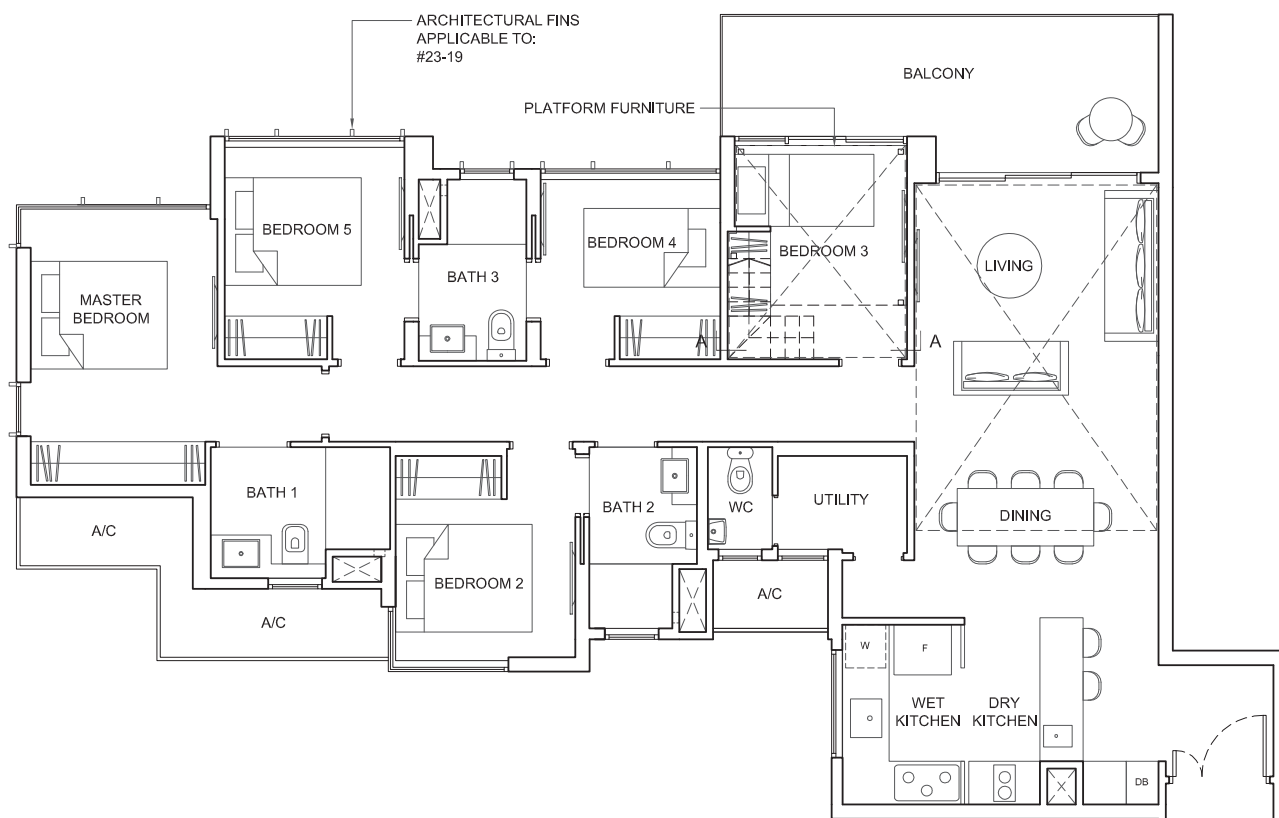 ARCHITECTURAL FINS
APPLICABLE TO:
#23-19
BALCONY
PLATFORM FURNITURE
BEDROOM 5
BEDROOM 4
BEDROOM 3
LIVING
BATH 3
MASTER
BEDROOM
A
A
BATH 1
BATH 2
WC
UTILITY
DINING
A/C
BEDROOM 2
A/C
A/C
W
F
WET
KITCHEN
DRY
KITCHEN
DB